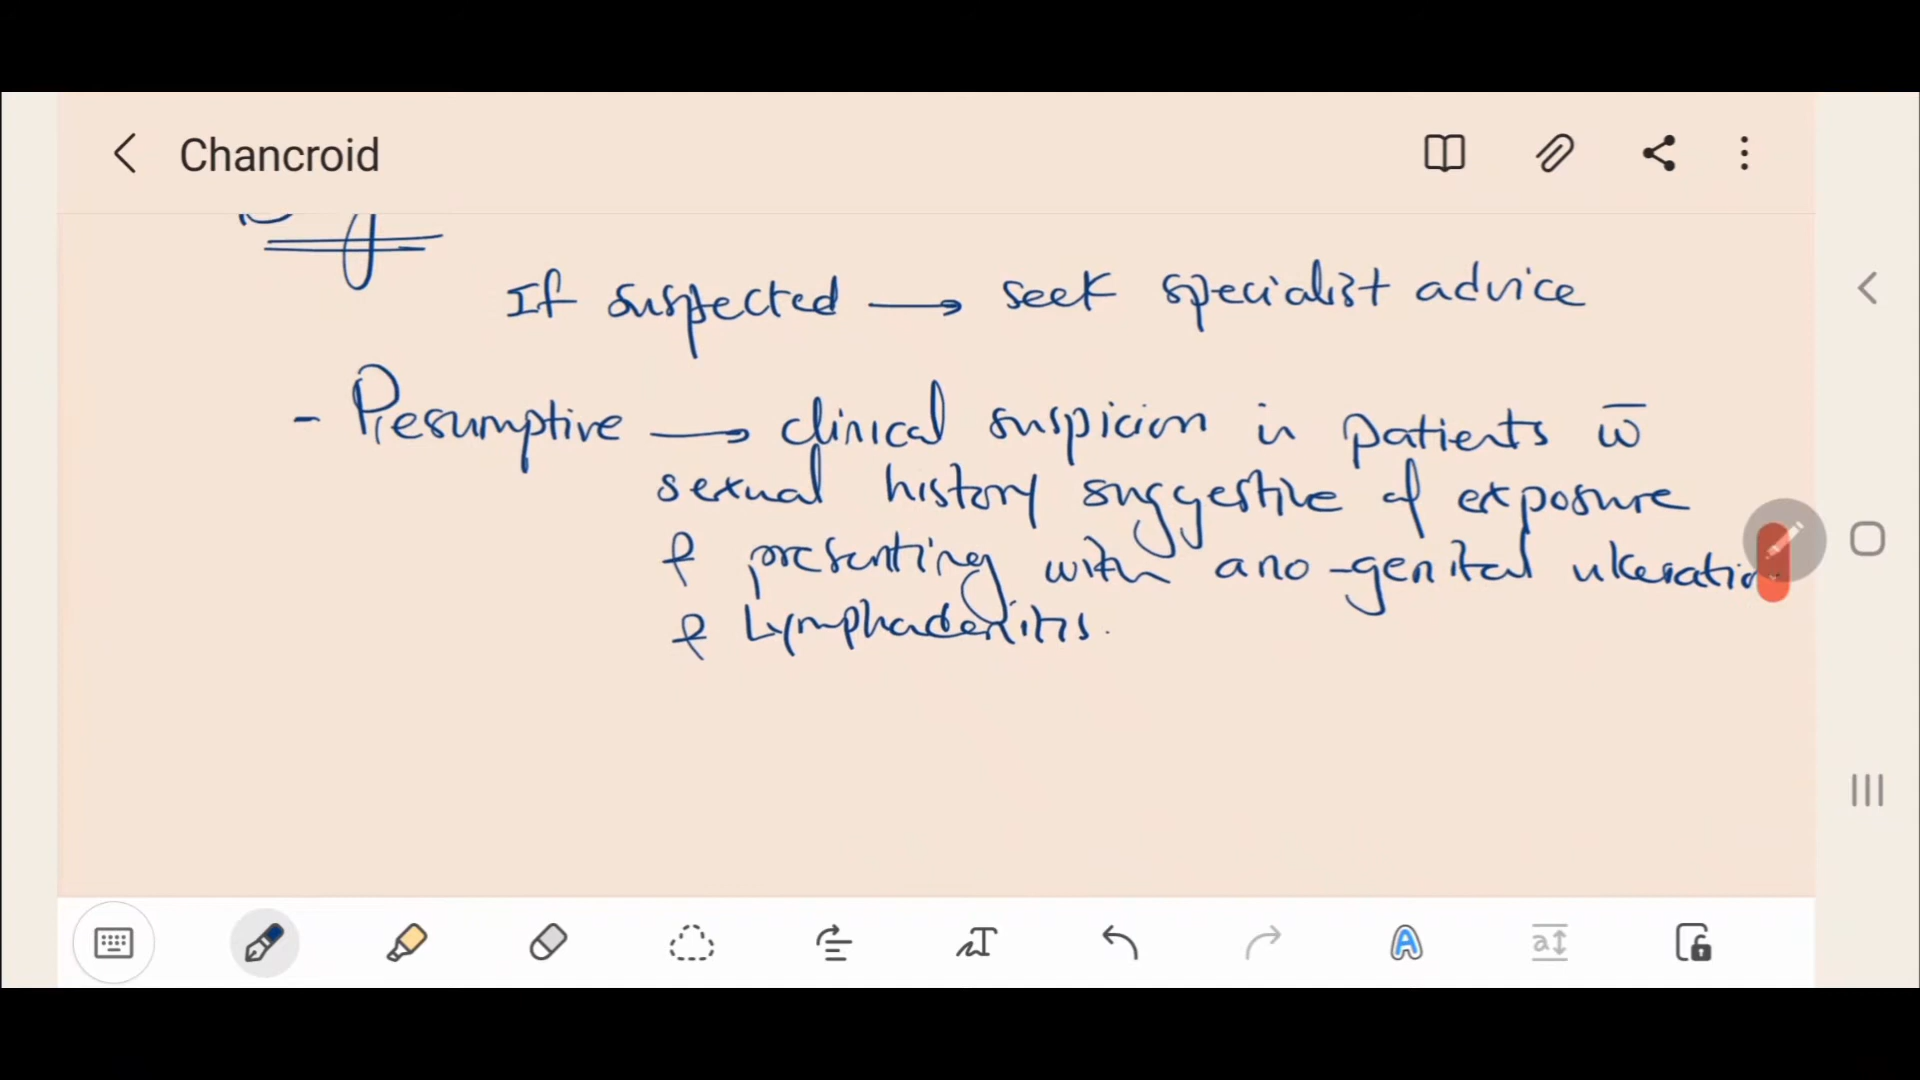 Chancroid
If suspected → seek specialist advice
- Presumptive → clinical suspicion in patients w̅
sexual history suggestive of exposure
& presenting with ano-genital ulceratio
& Lymphadenitis.